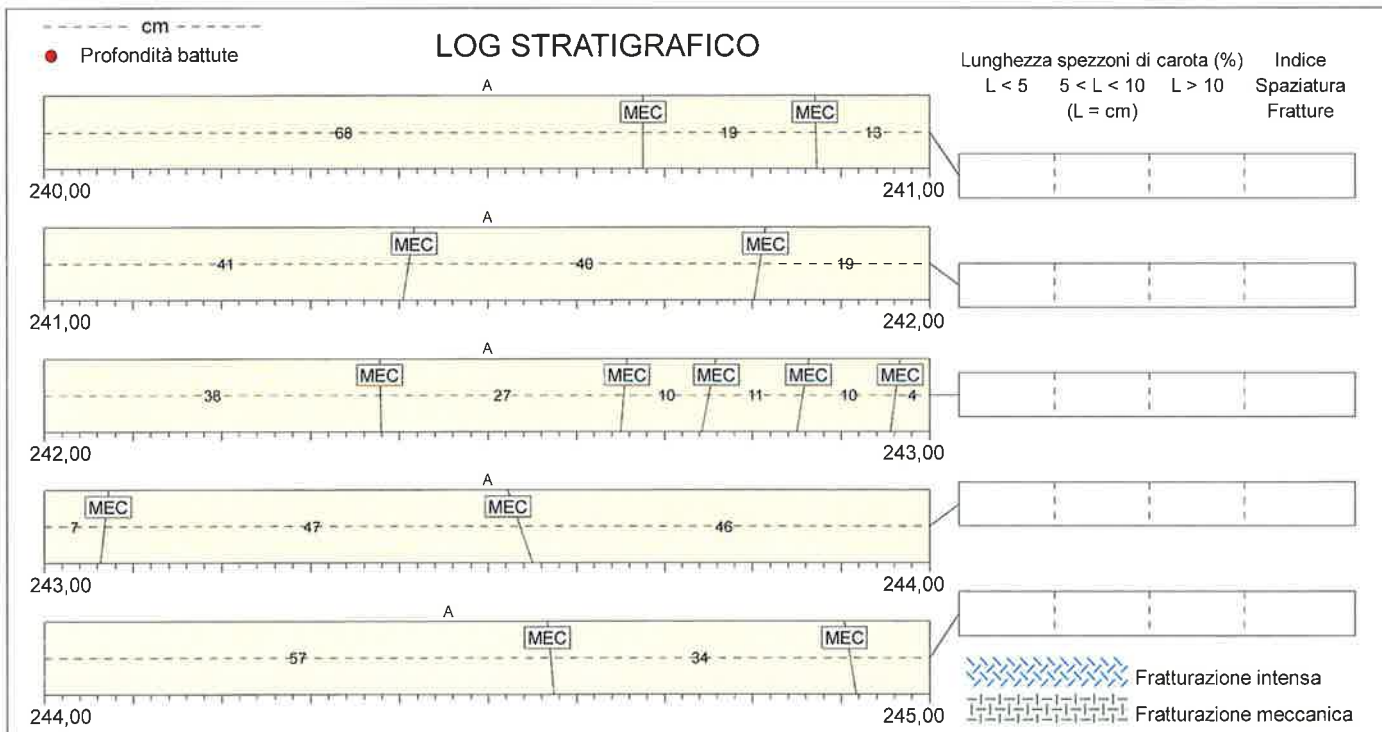 cm
LOG STRATIGRAFICO
Profondità battute
Lunghezza spezzoni di carota (%) Indice
L < 5 5 < L < 10 L > 10 Spaziatura
(L = cm) Fratture
A
MEC MEC
68 19 13
240,00 241,00
A
MEC MEC
41 40 19
241,00 242,00
A
MEC MEC MEC MEC MEC
38 27 10 11 10 4
242,00 243,00
A
MEC MEC
7 47 46
243,00 244,00
A
MEC MEC
57 34
244,00 245,00
Fratturazione intensa
Fratturazione meccanica